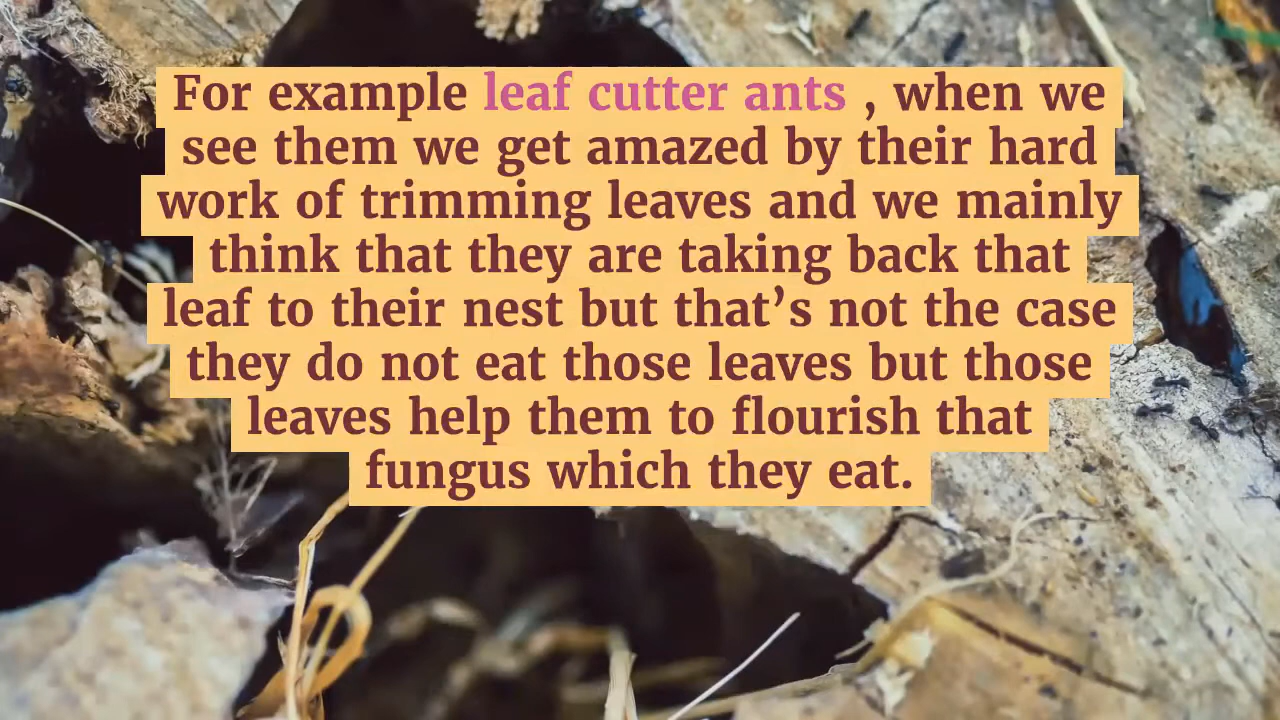 For example leaf cutter ants , when we
see them we get amazed by their hard
work of trimming leaves and we mainly
think that they are taking back that
leaf to their nest but that’s not the case
they do not eat those leaves but those
leaves help them to flourish that
fungus which they eat.